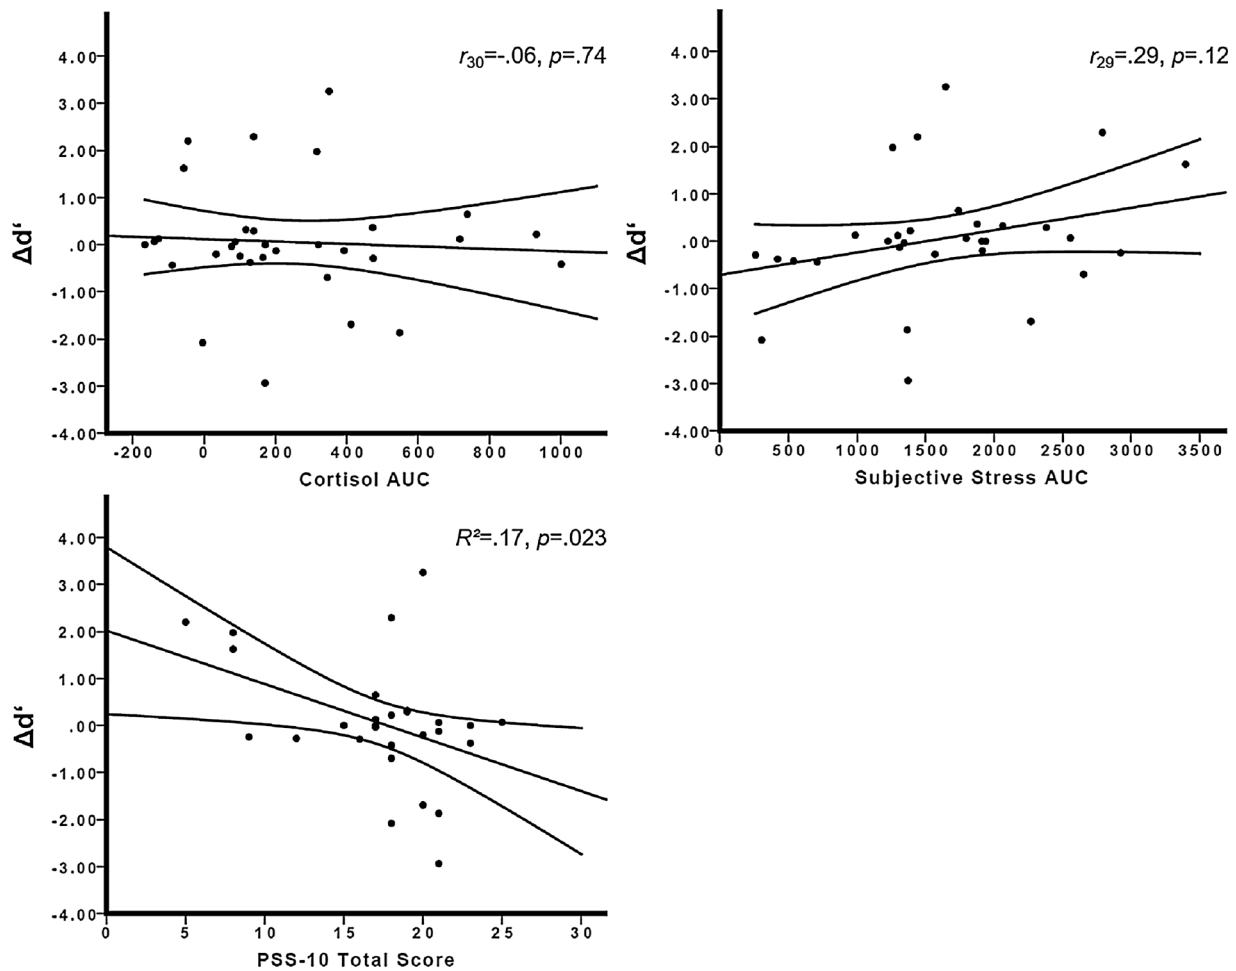 r30=-.06, p=.74
4.00
3.00
2.00
1.00
.00
-1.00
-2.00
-3.00
-4.00
Δd‘
-200 0 200 400 600 800 1000
Cortisol AUC
r29=.29, p=.12
4.00
3.00
2.00
1.00
.00
-1.00
-2.00
-3.00
-4.00
Δd‘
0 500 1000 1500 2000 2500 3000 3500
Subjective Stress AUC
R²=.17, p=.023
4.00
3.00
2.00
1.00
.00
-1.00
-2.00
-3.00
-4.00
Δd‘
0 5 10 15 20 25 30
PSS-10 Total Score